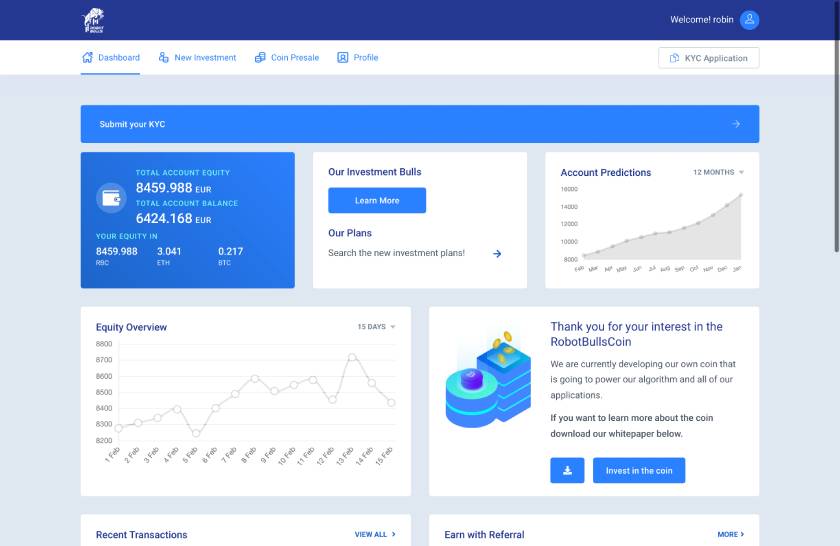 ROBOT
BULLS
Welcome! robin
Dashboard
New Investment
Coin Presale
Profile
KYC Application
Submit your KYC
TOTAL ACCOUNT EQUITY
8459.988 EUR
TOTAL ACCOUNT BALANCE
6424.168 EUR
YOUR EQUITY IN
8459.988
3.041
0.217
RBC
ETH
BTC
Our Investment Bulls
Learn More
Our Plans
Search the new investment plans!
Account Predictions
12 MONTHS
16000
14000
12000
10000
8000
Feb
Mar
Apr
May
Jun
Jul
Aug
Sep
Oct
Nov
Dec
Jan
Equity Overview
15 DAYS
8800
8700
8600
8500
8400
8300
8200
1 Feb
2 Feb
3 Feb
4 Feb
5 Feb
6 Feb
7 Feb
8 Feb
9 Feb
10 Feb
11 Feb
12 Feb
13 Feb
14 Feb
15 Feb
Thank you for your interest in the
RobotBullsCoin
We are currently developing our own coin that
is going to power our algorithm and all of our
applications.
If you want to learn more about the coin
download our whitepaper below.
Invest in the coin
Recent Transactions
VIEW ALL
Earn with Referral
MORE